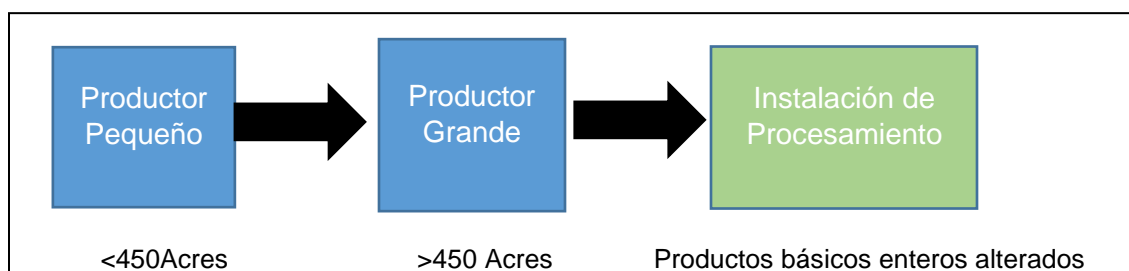 Productor
Pequeño
Productor
Grande
Instalación de
Procesamiento
<450Acres
>450 Acres
Productos básicos enteros alterados